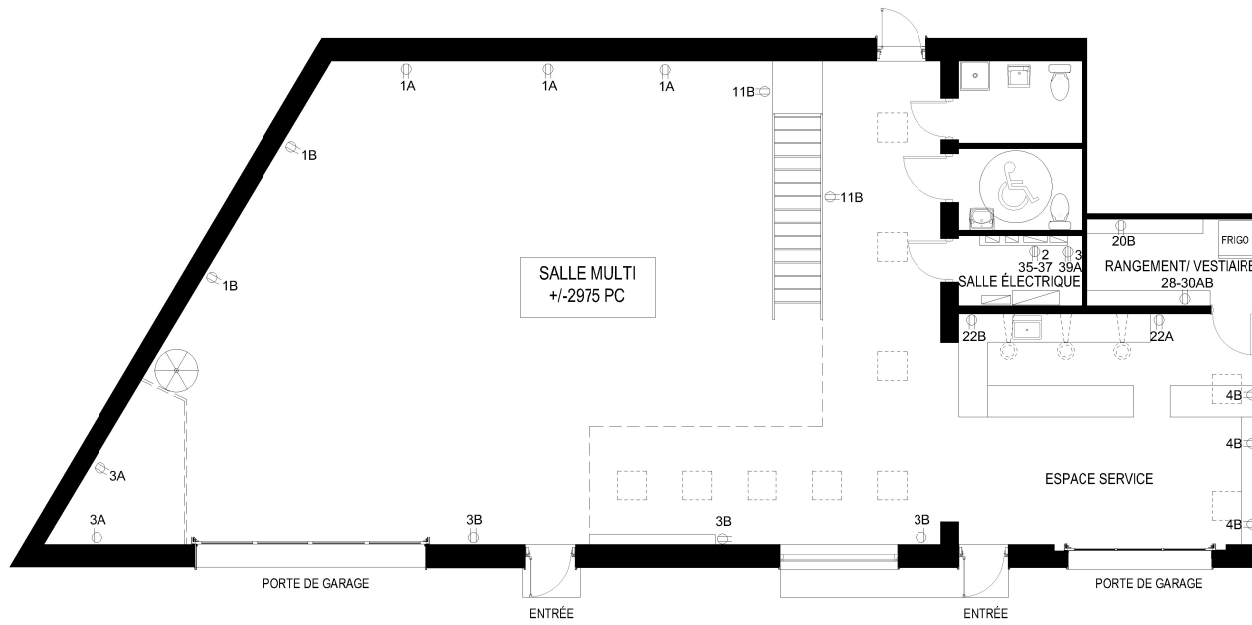 1A
1A
1A
11B
1B
11B
20B
FRIGO
2
3
35-37
39A
RANGEMENT/ VESTIAIRE
SALLE MULTI
+/-2975 PC
1B
SALLE ÉLECTRIQUE
28-30AB
22B
22A
4B
4B
3A
ESPACE SERVICE
3A
3B
3B
3B
4B
PORTE DE GARAGE
PORTE DE GARAGE
ENTRÉE
ENTRÉE